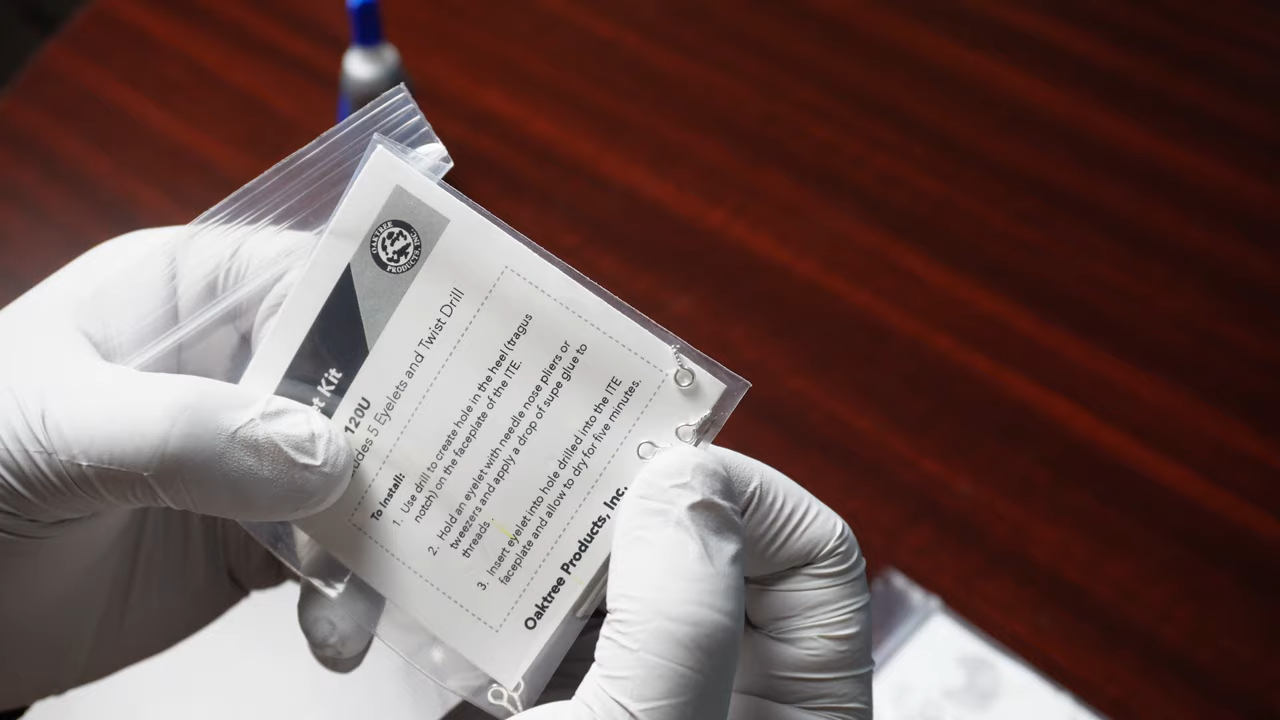 OAKTREE
PRODUCTS, INC.
t Kit
120U
des 5 Eyelets and Twist Drill
To Install:
1. Use drill to create hole in the heel (tragus
notch) on the faceplate of the ITE.
2. Hold an eyelet with needle nose pliers or
tweezers and apply a drop of supe glue to
threads.
3. Insert eyelet into hole drilled into the ITE
faceplate and allow to dry for five minutes.
Oaktree Products, Inc.